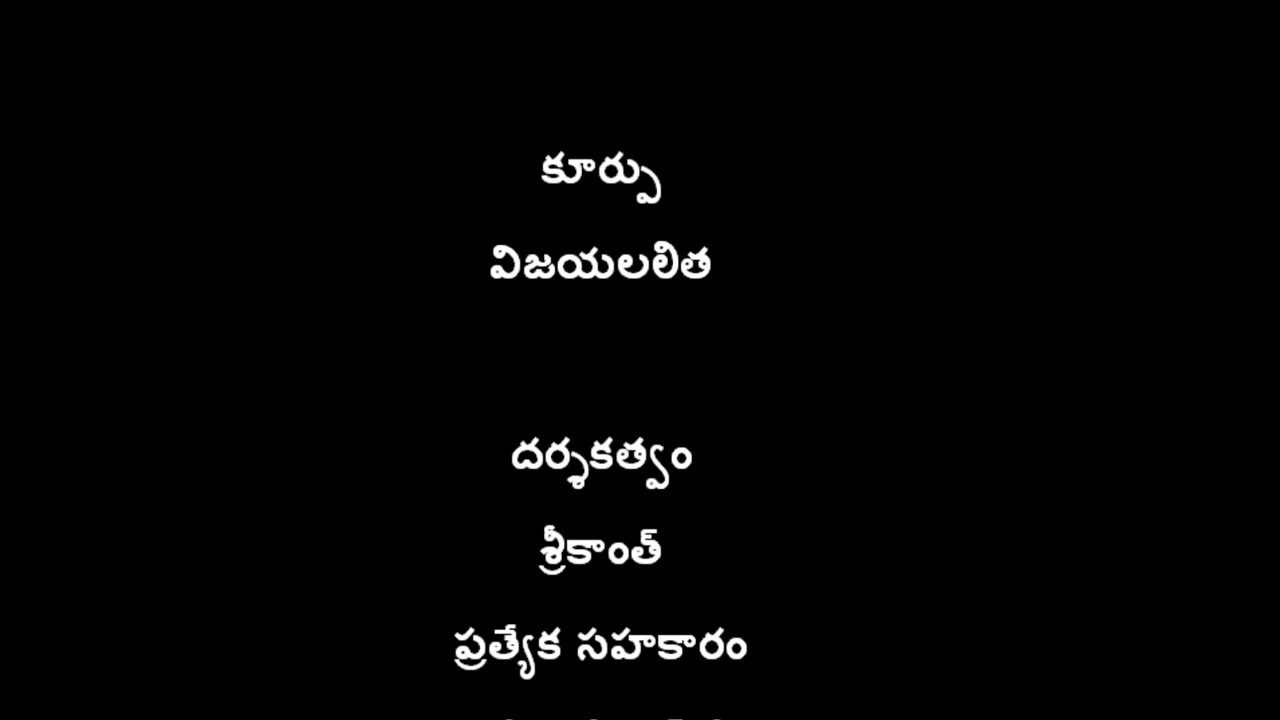 కూర్పు
విజయలలిత
దర్శకత్వం
శ్రీకాంత్
ప్రత్యేక సహకారం